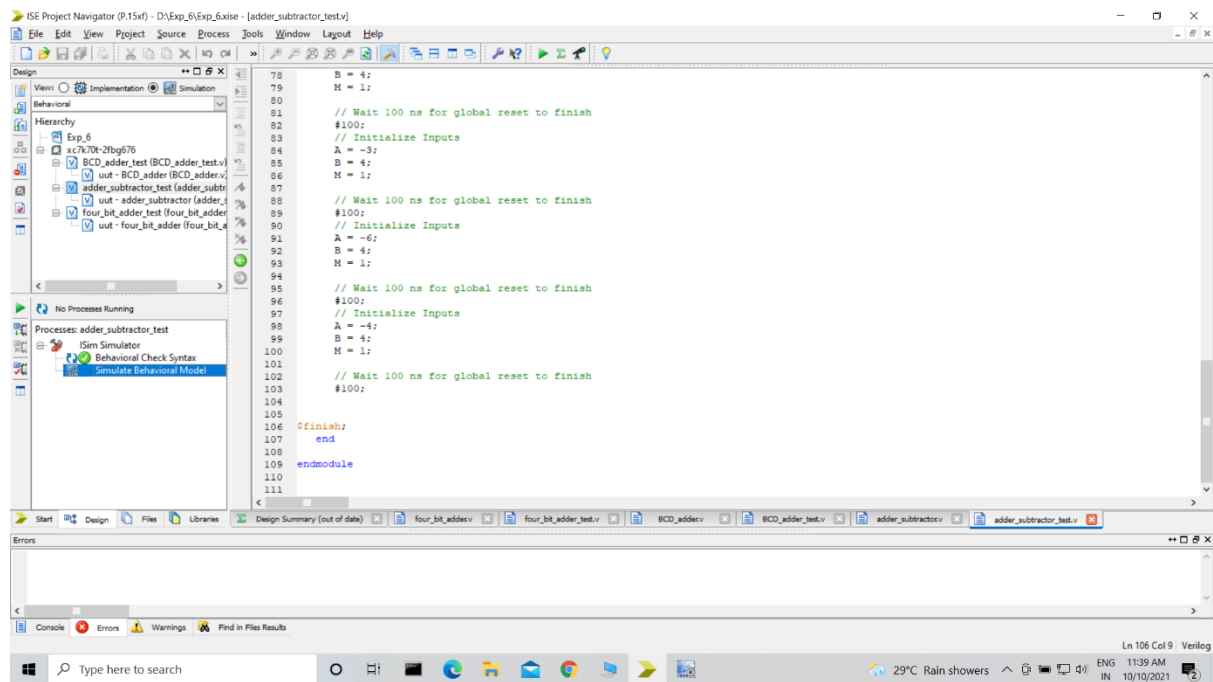 ISE Project Navigator (P.15xf) - D:\Exp_6\Exp_6.xise - [adder_subtractor_test.v]
File Edit View Project Source Process Tools Window Layout Help
Design
View: Implementation Simulation
Behavioral
Hierarchy
Exp_6
xc7k70t-2fbg676
BCD_adder_test (BCD_adder_test.v)
uut - BCD_adder (BCD_adder.v)
adder_subtractor_test (adder_subtr
uut - adder_subtractor (adder_s
four_bit_adder_test (four_bit_adder
uut - four_bit_adder (four_bit_a
No Processes Running
Processes: adder_subtractor_test
ISim Simulator
Behavioral Check Syntax
Simulate Behavioral Model
78 B = 4;
79 M = 1;
80
81 // Wait 100 ns for global reset to finish
82 #100;
83 // Initialize Inputs
84 A = -3;
85 B = 4;
86 M = 1;
87
88 // Wait 100 ns for global reset to finish
89 #100;
90 // Initialize Inputs
91 A = -6;
92 B = 4;
93 M = 1;
94
95 // Wait 100 ns for global reset to finish
96 #100;
97 // Initialize Inputs
98 A = -4;
99 B = 4;
100 M = 1;
101
102 // Wait 100 ns for global reset to finish
103 #100;
104
105
106 $finish;
107 end
108
109 endmodule
110
111
Start Design Files Libraries Design Summary (out of date) four_bit_adder.v four_bit_adder_test.v BCD_adder.v BCD_adder_test.v adder_subtractor.v adder_subtractor_test.v
Errors
Console Errors Warnings Find in Files Results
Ln 106 Col 9 Verilog
Type here to search 29°C Rain showers ENG 11:39 AM
IN 10/10/2021 2